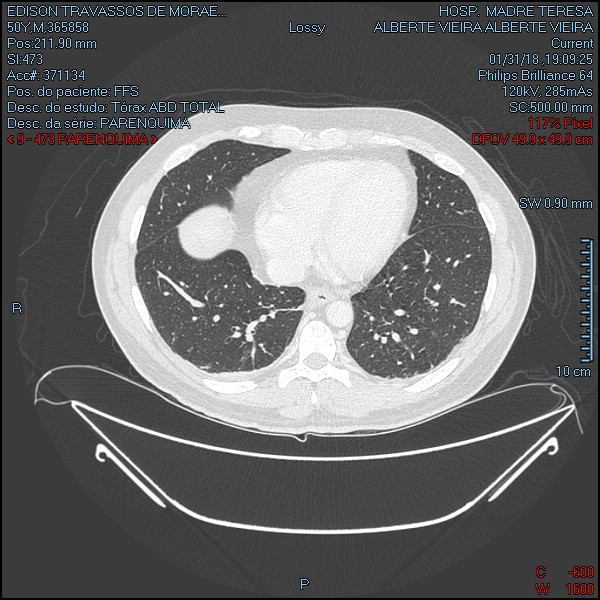 EDISON TRAVASSOS DE MORAE...
50Y,M,365858
Pos:211.90 mm
SI:473
Acc#: 371134
Pos. do paciente: FFS
Desc. do estudo: Tórax ABD TOTAL
Desc. da série: PARENQUIMA
< 9 - 473 PARENQUIMA >
Lossy
HOSP. MADRE TERESA
ALBERTE VIEIRA ALBERTE VIEIRA
Current
01/31/18 ,19:09:25
Philips Brilliance 64
120kV, 285mAs
SC:500.00 mm
117% Pixel
DFOV 49.9 x 49.9 cm
SW 0.90 mm
R
10 cm
P
C -600
W 1600